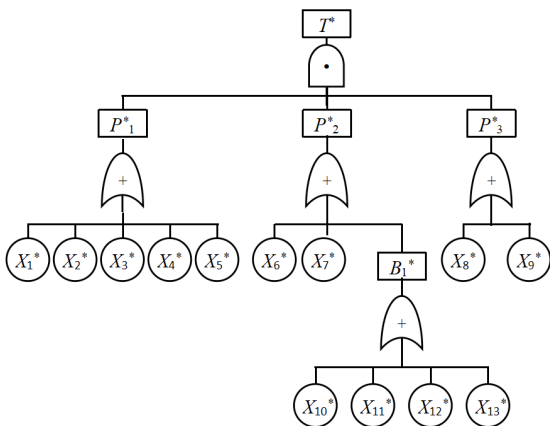 T*
•
P*1 P*2 P*3
+ + +
X1* X2* X3* X4* X5* X6* X7* B1* X8* X9*
+
X10* X11* X12* X13*